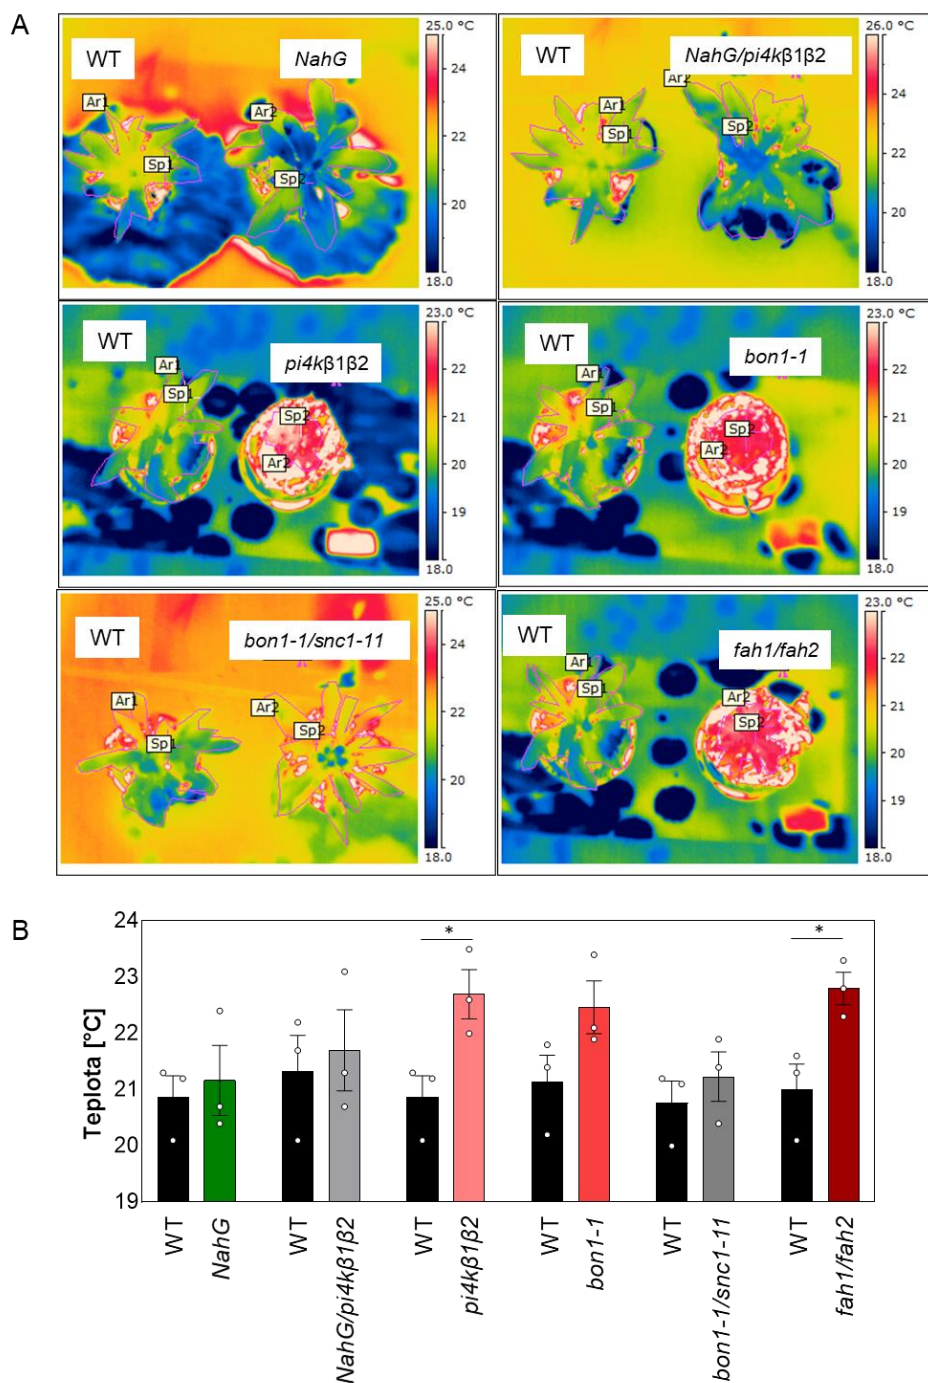 A
WT
NahG
Ar1
Ar2
Sp1
Sp2
25.0 °C
24
22
20
18.0
WT
NahG/pi4kβ1β2
Ar1
Ar2
Sp1
Sp2
26.0 °C
24
22
20
18.0
WT
pi4kβ1β2
Ar1
Sp1
Sp2
Ar2
23.0 °C
22
21
20
19
18.0
WT
bon1-1
Ar1
Sp1
Sp2
Ar2
23.0 °C
22
21
20
19
18.0
WT
bon1-1/snc1-11
Ar1
Ar2
Sp1
Sp2
25.0 °C
24
22
20
18.0
WT
fah1/fah2
Ar1
Sp1
Ar2
Sp2
23.0 °C
22
21
20
19
18.0
B
Teplota [°C]
24
23
22
21
20
19
*
*
WT
NahG
WT
NahG/pi4kβ1β2
WT
pi4kβ1β2
WT
bon1-1
WT
bon1-1/snc1-11
WT
fah1/fah2